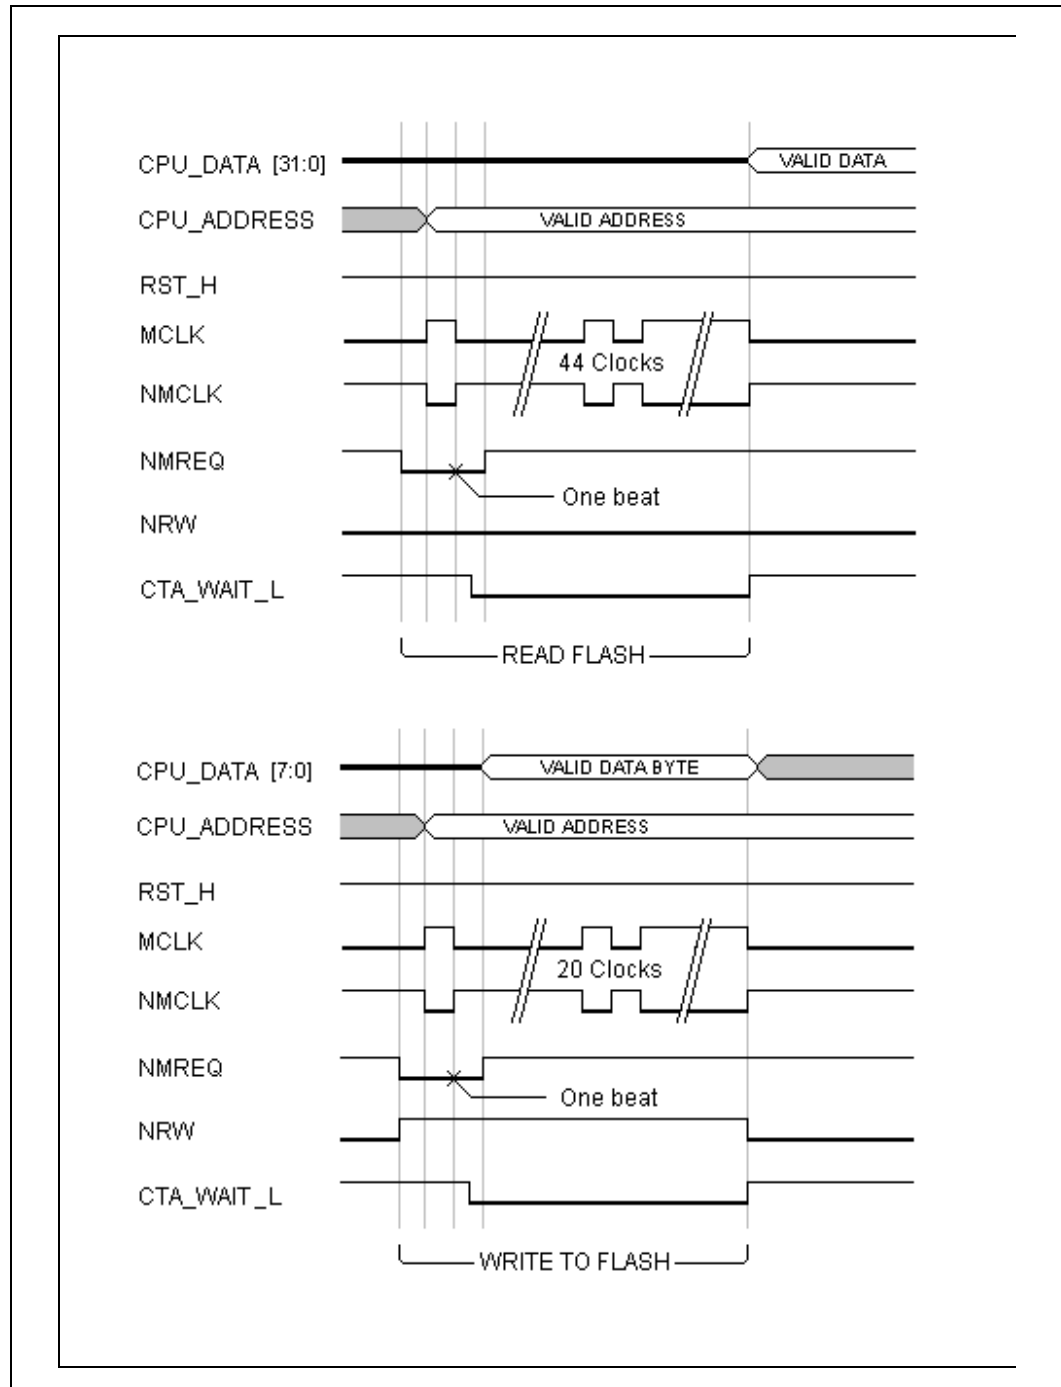 CPU_DATA [31:0] VALID DATA
CPU_ADDRESS VALID ADDRESS
RST_H
MCLK
44 Clocks
NMCLK
NMREQ
One beat
NRW
CTA_WAIT_L
READ FLASH
CPU_DATA [7:0] VALID DATA BYTE
CPU_ADDRESS VALID ADDRESS
RST_H
MCLK
20 Clocks
NMCLK
NMREQ
One beat
NRW
CTA_WAIT_L
WRITE TO FLASH